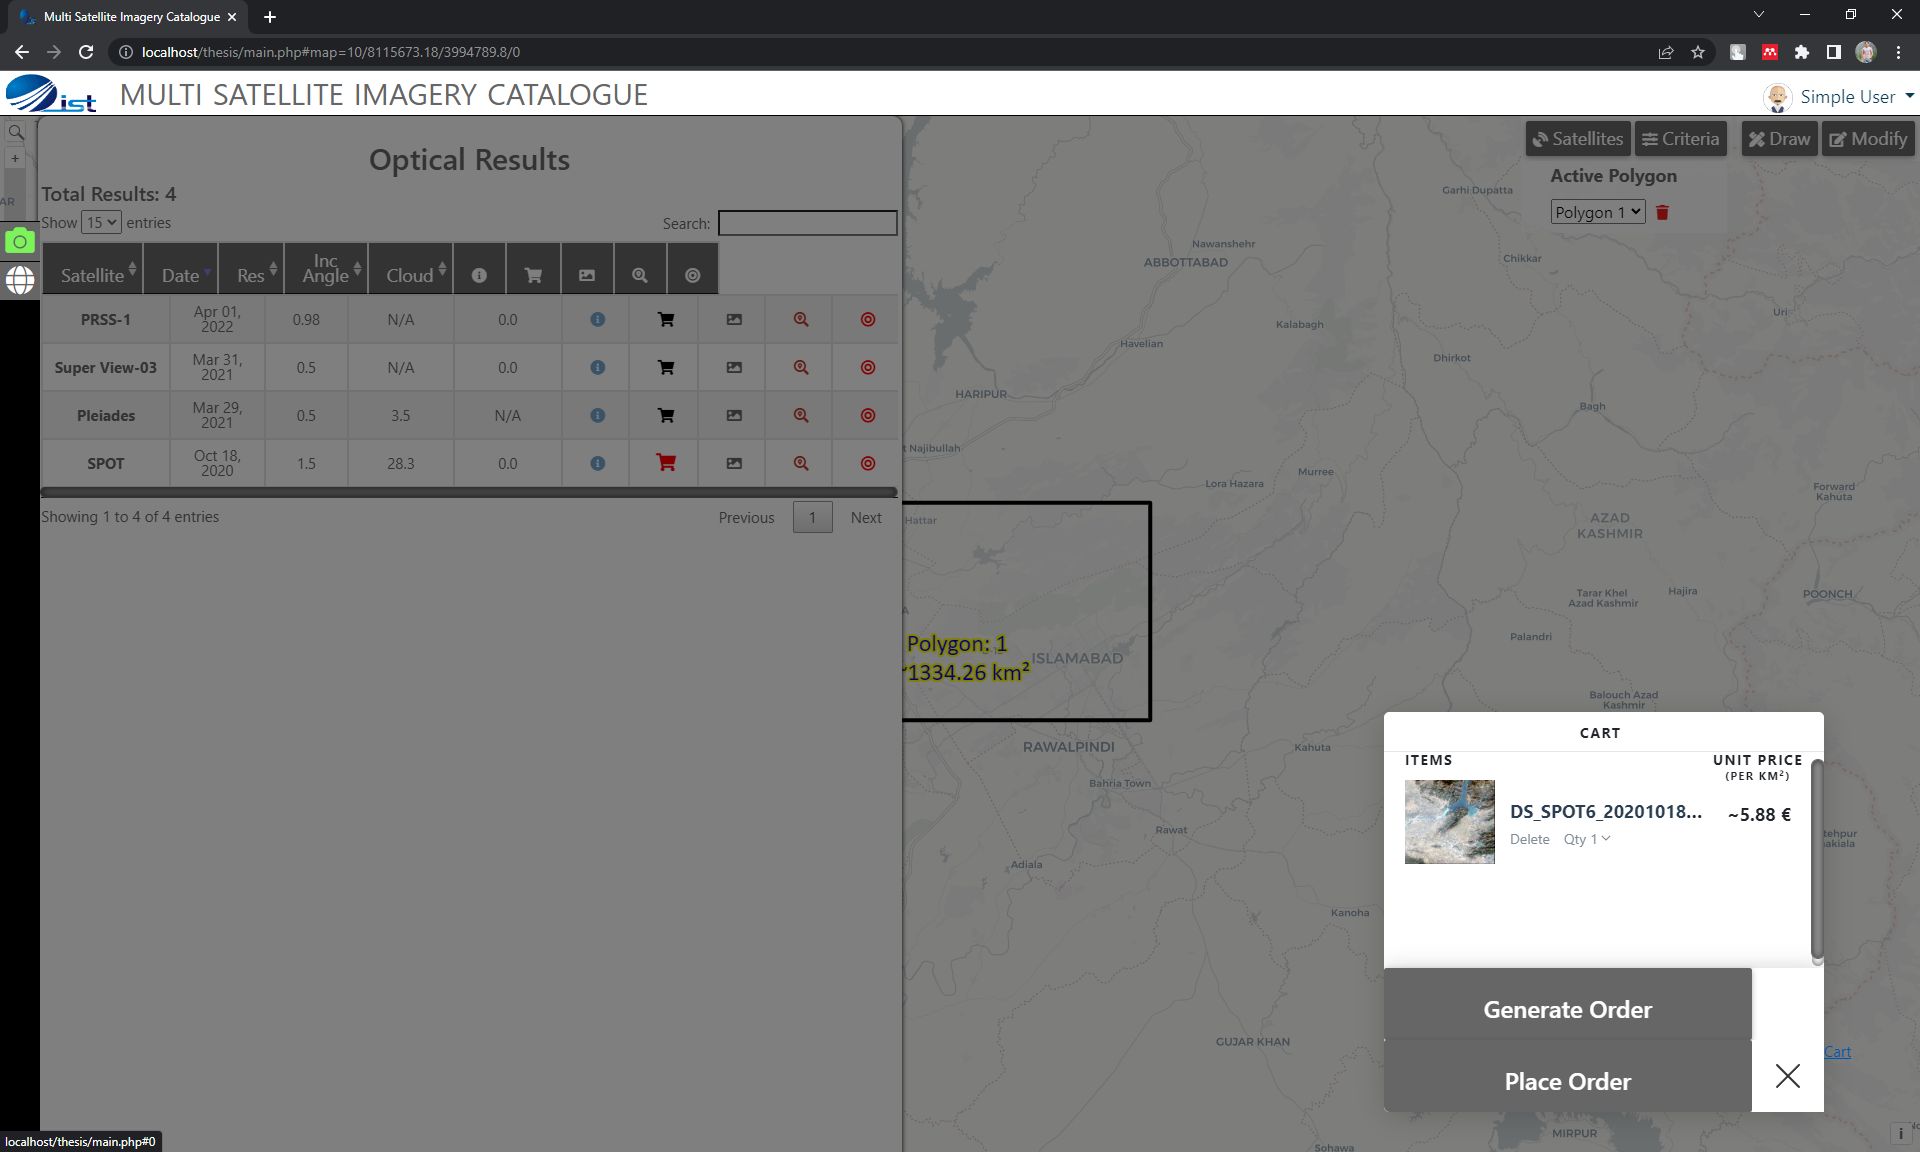 Multi Satellite Imagery Catalogue
localhost/thesis/main.php#map=10/8115673.18/3994789.8/0
ist
MULTI SATELLITE IMAGERY CATALOGUE
Simple User
Satellites
Criteria
Draw
Modify
Active Polygon
Polygon 1
+
AR
Optical Results
Total Results: 4
Show 15 entries
Search:
Satellite Date Res Inc Angle Cloud
PRSS-1 Apr 01, 2022 0.98 N/A 0.0
Super View-03 Mar 31, 2021 0.5 N/A 0.0
Pleiades Mar 29, 2021 0.5 3.5 N/A
SPOT Oct 18, 2020 1.5 28.3 0.0
Showing 1 to 4 of 4 entries
Previous 1 Next
Garhi Dupatta
Nawanshehr
ABBOTTABAD
Chikkar
Kalabagh
Uri
Havelian
Dhirkot
HARIPUR
Bagh
t Najibullah
Murree
Lora Hazara
Forward
Kahuta
Hattar
AZAD
KASHMIR
A
Tarar Khel
Azad Kashmir
Hajira
POONCH
Polygon: 1
~1334.26 km²
ISLAMABAD
Palandri
Balouch Azad
Kashmir
RAWALPINDI
Kahuta
Bahria Town
Rawat
Adiala
Kanoha
GUJAR KHAN
Sohawa
MIRPUR
tehpur
nakiala
CART
ITEMS
UNIT PRICE
(PER KM²)
DS_SPOT6_20201018...
~5.88 €
Delete Qty 1
Generate Order
Place Order
Cart
i
localhost/thesis/main.php#0